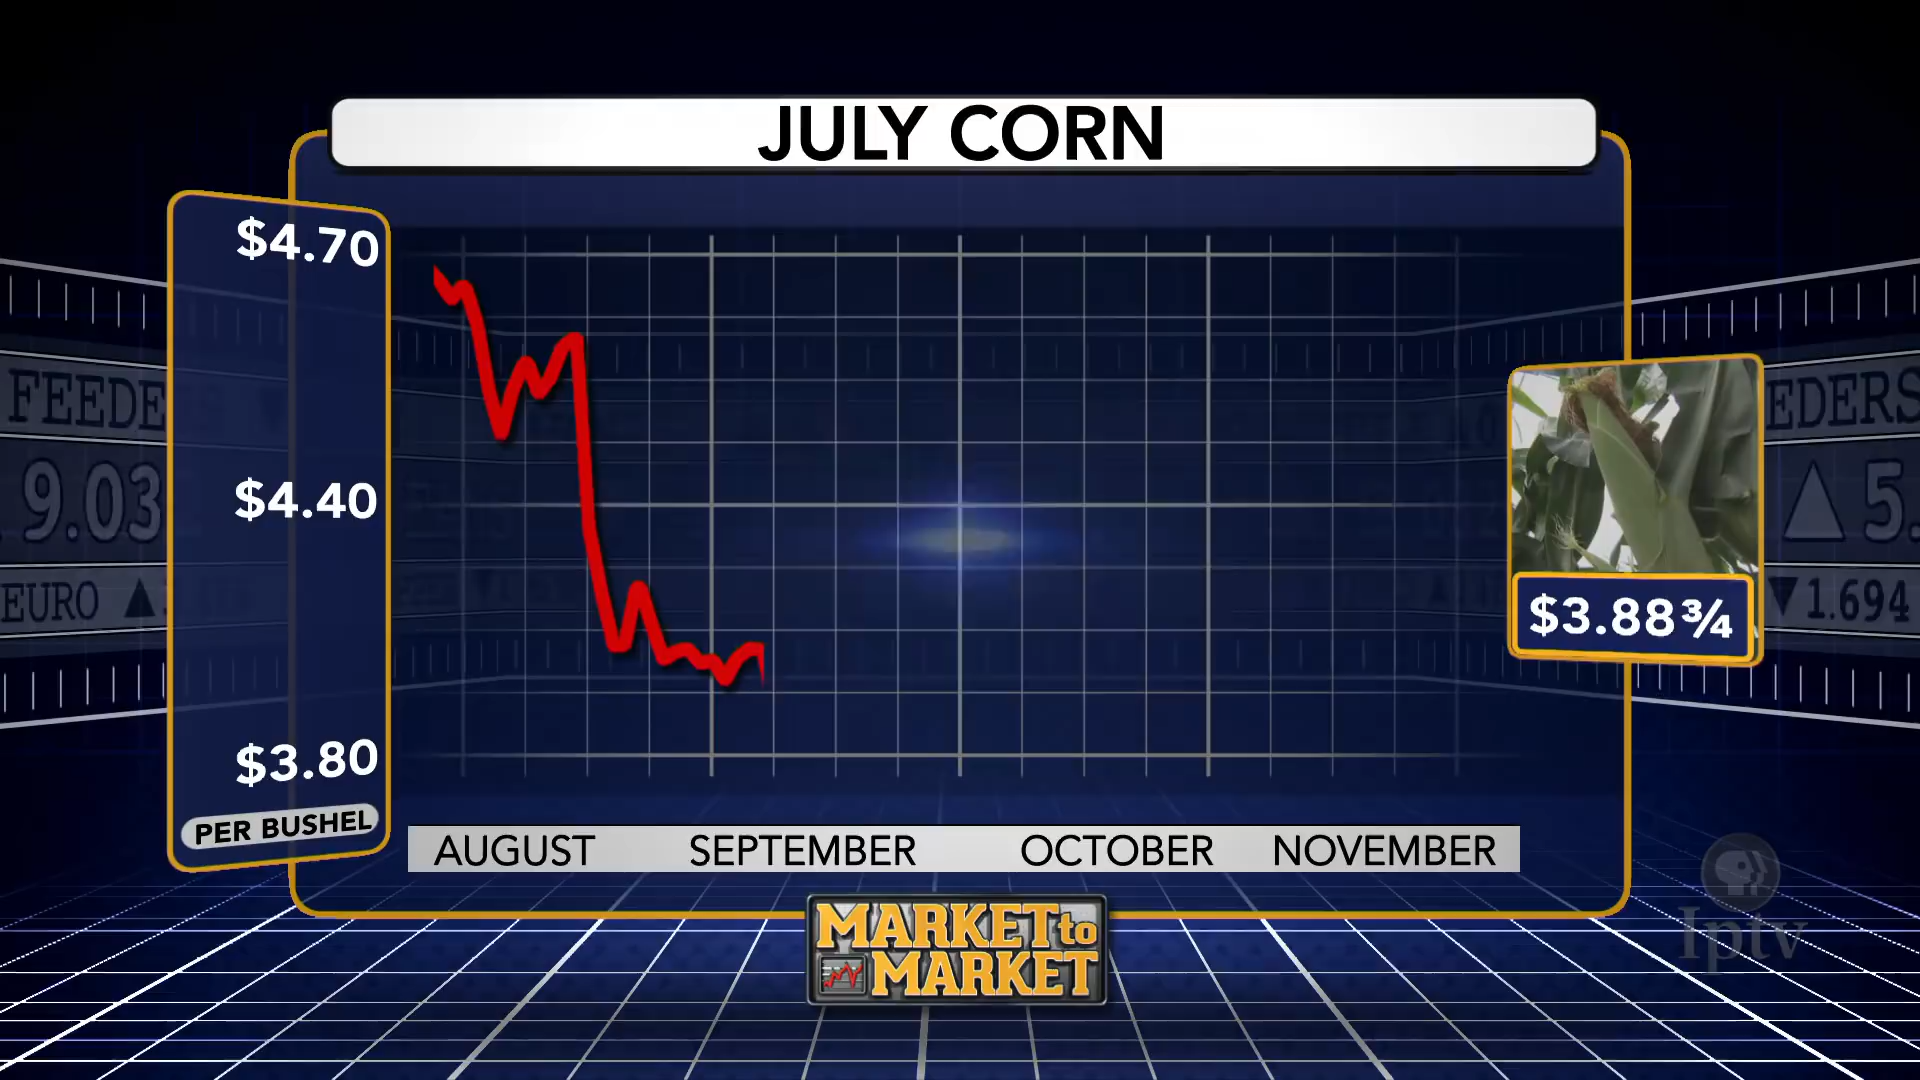 JULY CORN
$4.70
$4.40
$3.80
PER BUSHEL
FEEDE
9.03
EURO ▲
EDERS
▲ 5.
▼1.694
$3.88¾
AUGUST SEPTEMBER OCTOBER NOVEMBER
MARKET to
MARKET
Iptv